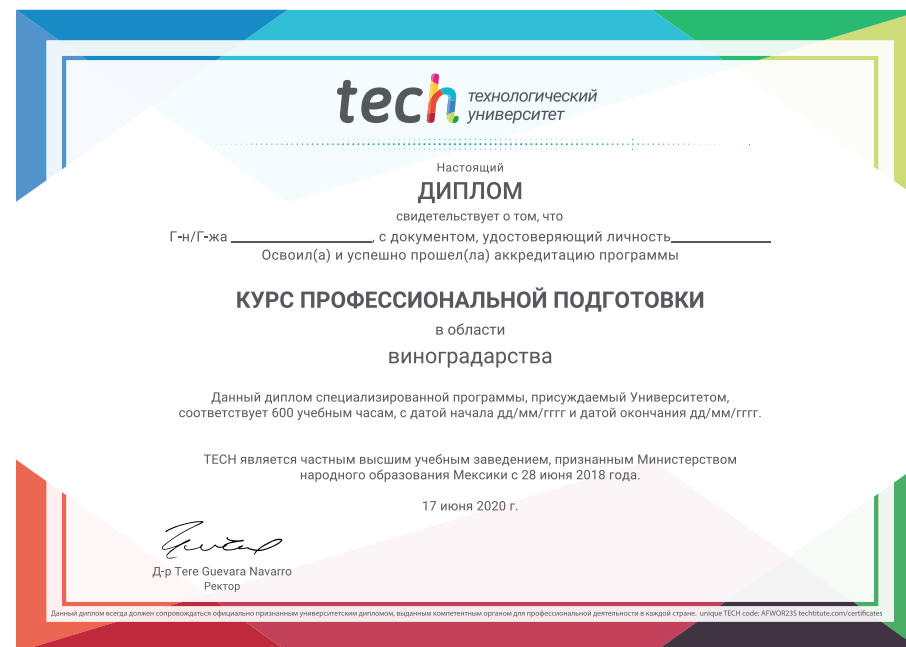 tech технологический
университет
Настоящий
ДИПЛОМ
свидетельствует о том, что
Г-н/Г-жа ____________________, с документом, удостоверяющий личность______________
Освоил(а) и успешно прошел(ла) аккредитацию программы
КУРС ПРОФЕССИОНАЛЬНОЙ ПОДГОТОВКИ
в области
виноградарства
Данный диплом специализированной программы, присуждаемый Университетом,
соответствует 600 учебным часам, с датой начала дд/мм/гггг и датой окончания дд/мм/гггг.
TECH является частным высшим учебным заведением, признанным Министерством
народного образования Мексики с 28 июня 2018 года.
17 июня 2020 г.
Д-р Tere Guevara Navarro
Ректор
Данный диплом всегда должен сопровождаться официально признанным университетским дипломом, выданным компетентным органом для профессиональной деятельности в каждой стране. unique TECH code: AFWOR23S techtitute.com/certificates